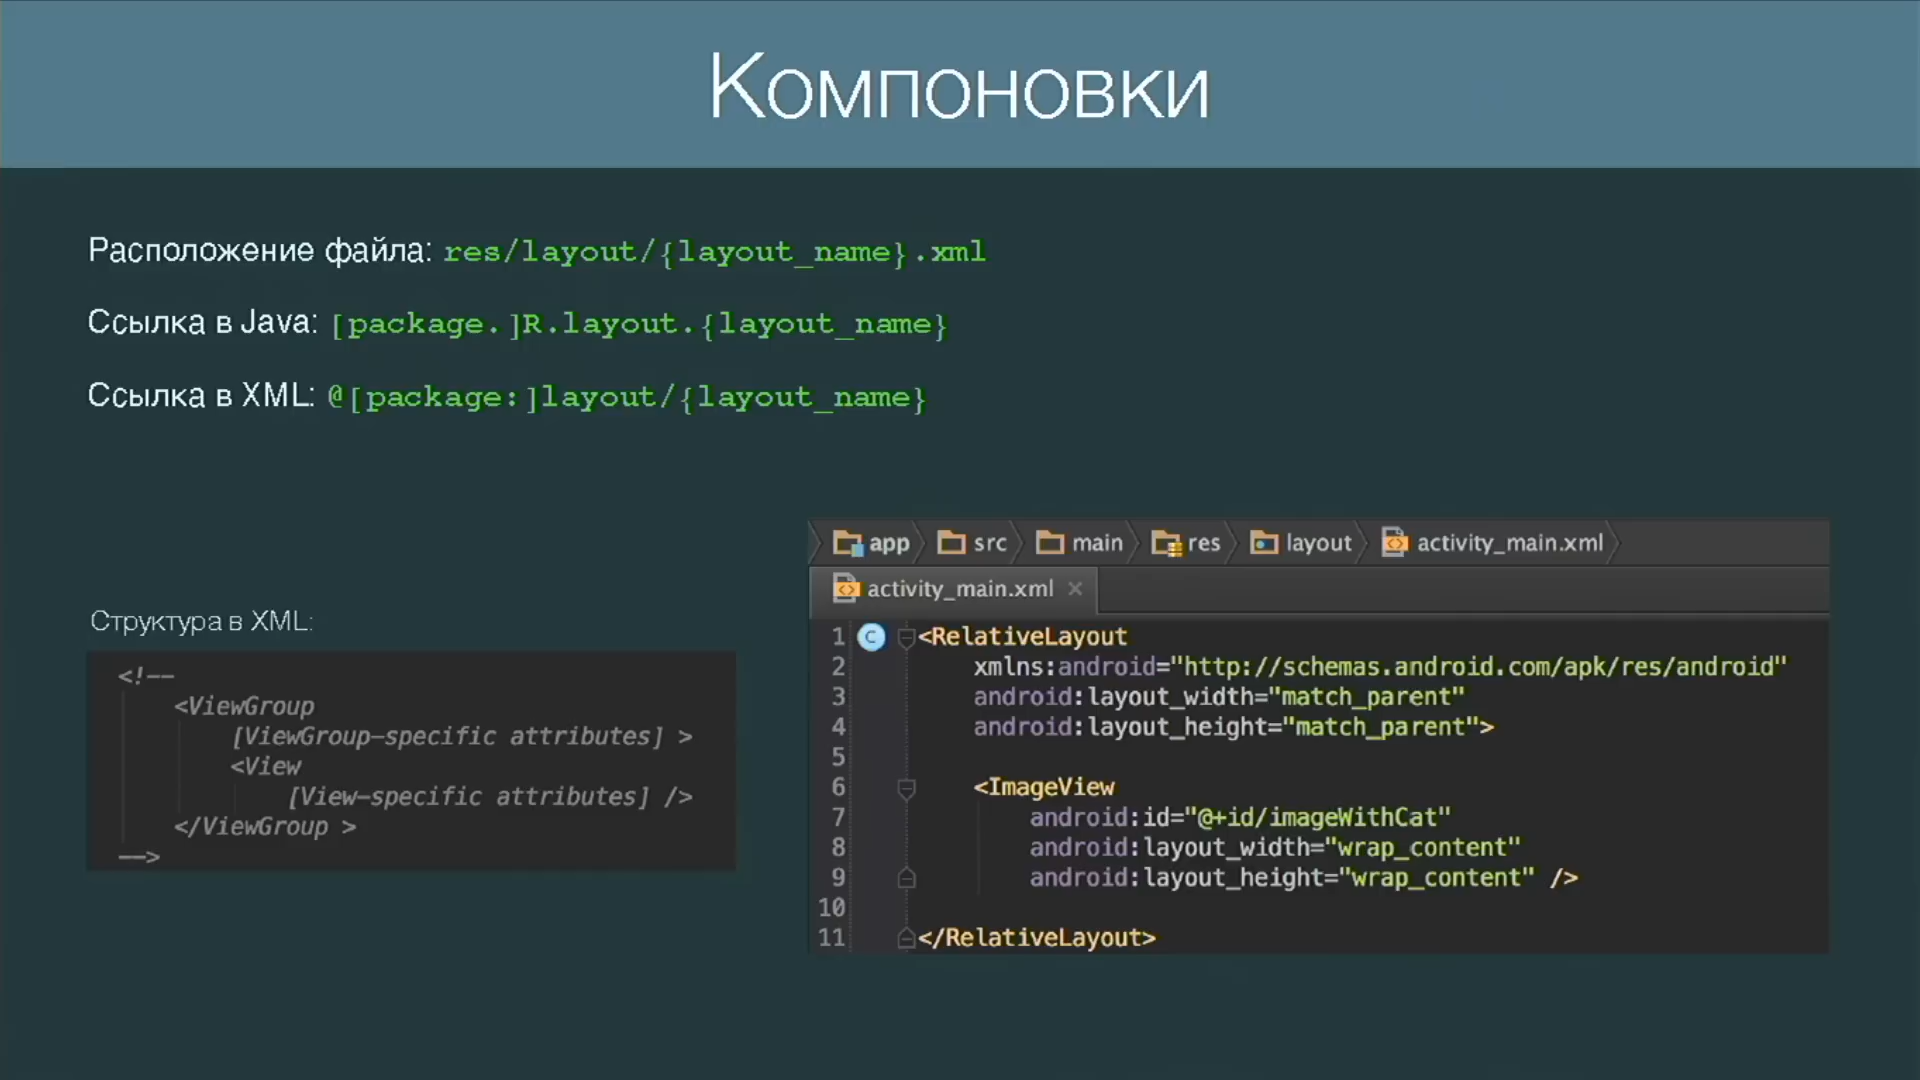 Компоновки
Расположение файла: res/layout/{layout_name}.xml
Ссылка в Java: [package.]R.layout.{layout_name}
Ссылка в XML: @[package:]layout/{layout_name}
Структура в XML:
<!--
<ViewGroup
[ViewGroup-specific attributes] >
<View
[View-specific attributes] />
</ViewGroup >
-->
app src main res layout activity_main.xml
activity_main.xml ×
1 C <RelativeLayout
2 xmlns:android="http://schemas.android.com/apk/res/android"
3 android:layout_width="match_parent"
4 android:layout_height="match_parent">
5
6 <ImageView
7 android:id="@+id/imageWithCat"
8 android:layout_width="wrap_content"
9 android:layout_height="wrap_content" />
10
11 </RelativeLayout>